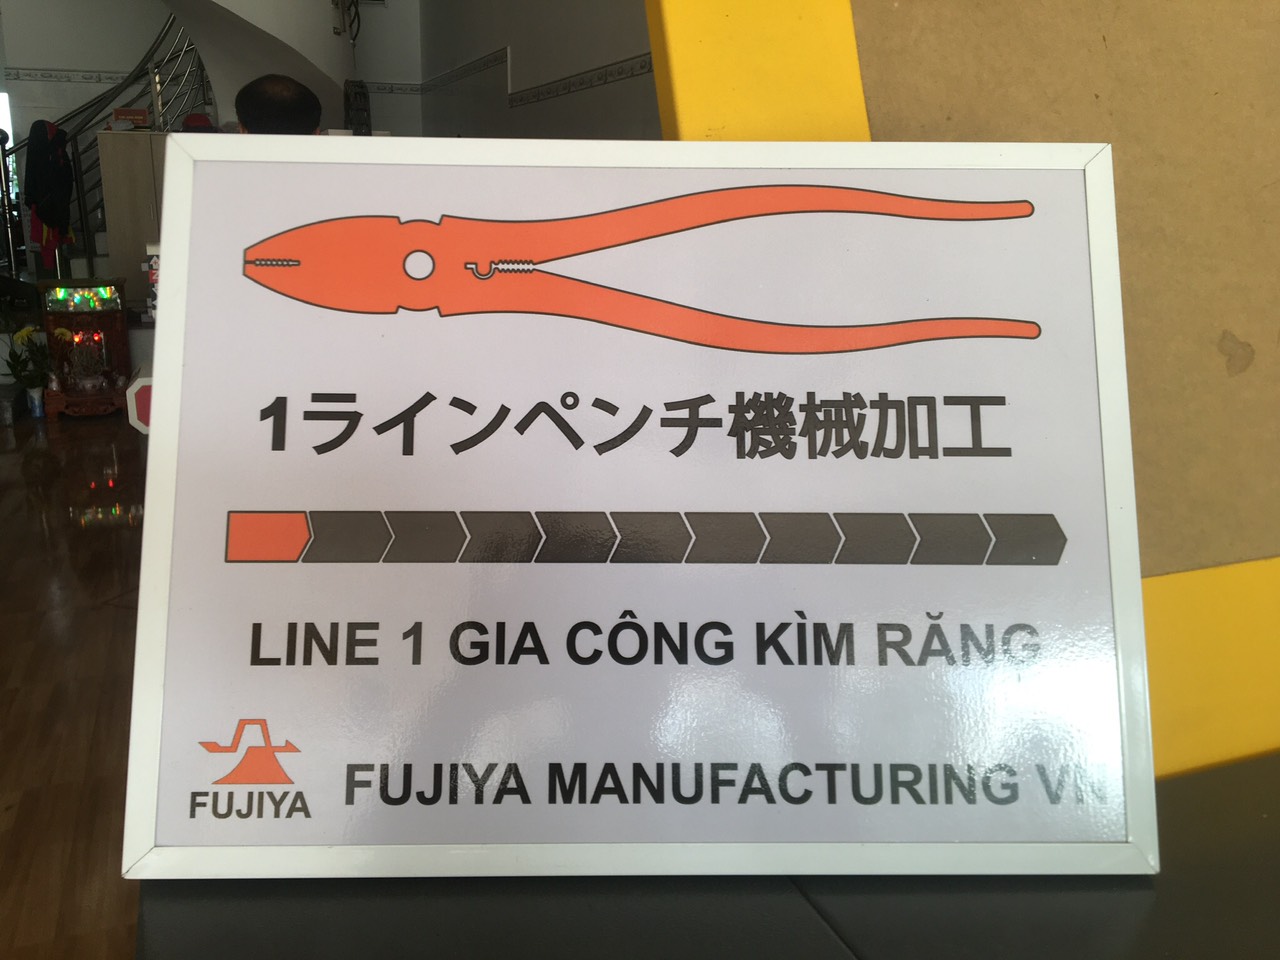 1ラインペンチ機械加工
LINE 1 GIA CÔNG KÌM RĂNG
FUJIYA
FUJIYA MANUFACTURING VN